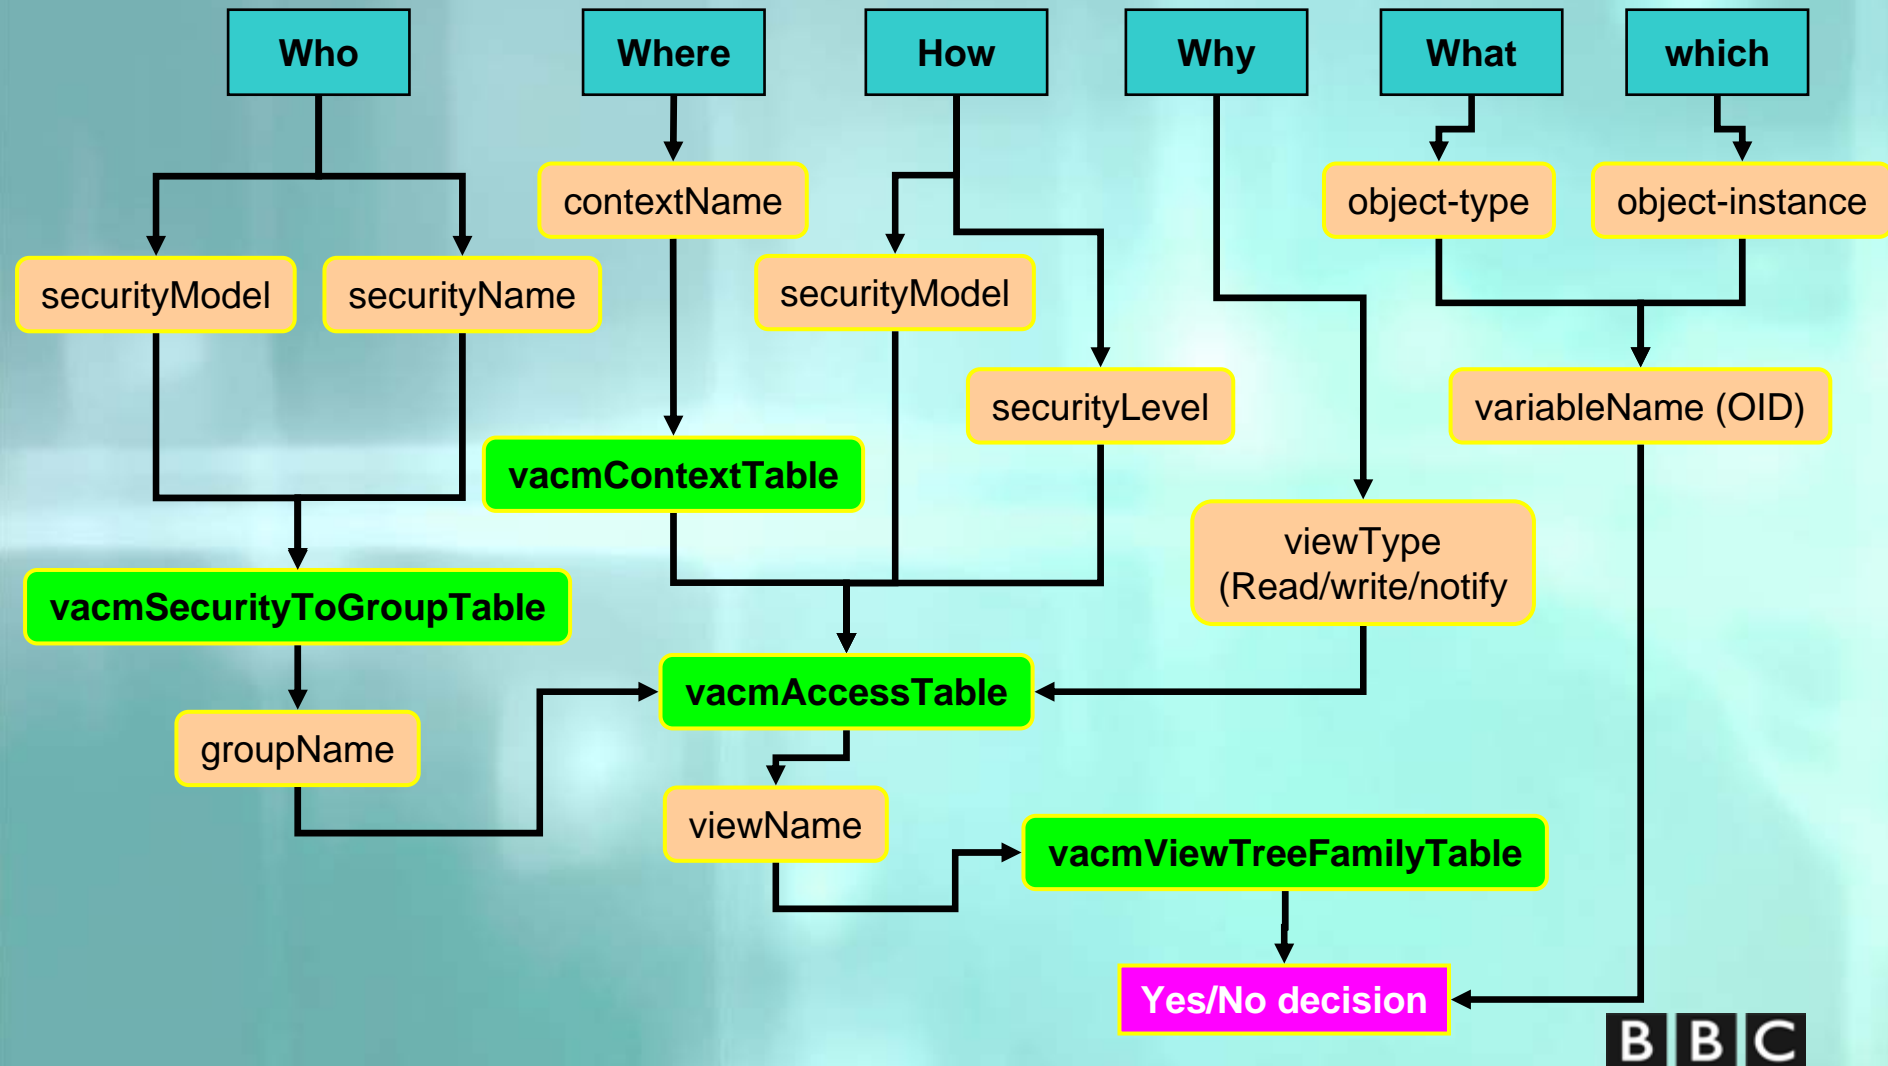 Who
Where
How
Why
What
which
contextName
object-type
object-instance
securityModel
securityName
securityModel
securityLevel
variableName (OID)
vacmContextTable
viewType
(Read/write/notify
vacmSecurityToGroupTable
vacmAccessTable
groupName
viewName
vacmViewTreeFamilyTable
Yes/No decision
BBC